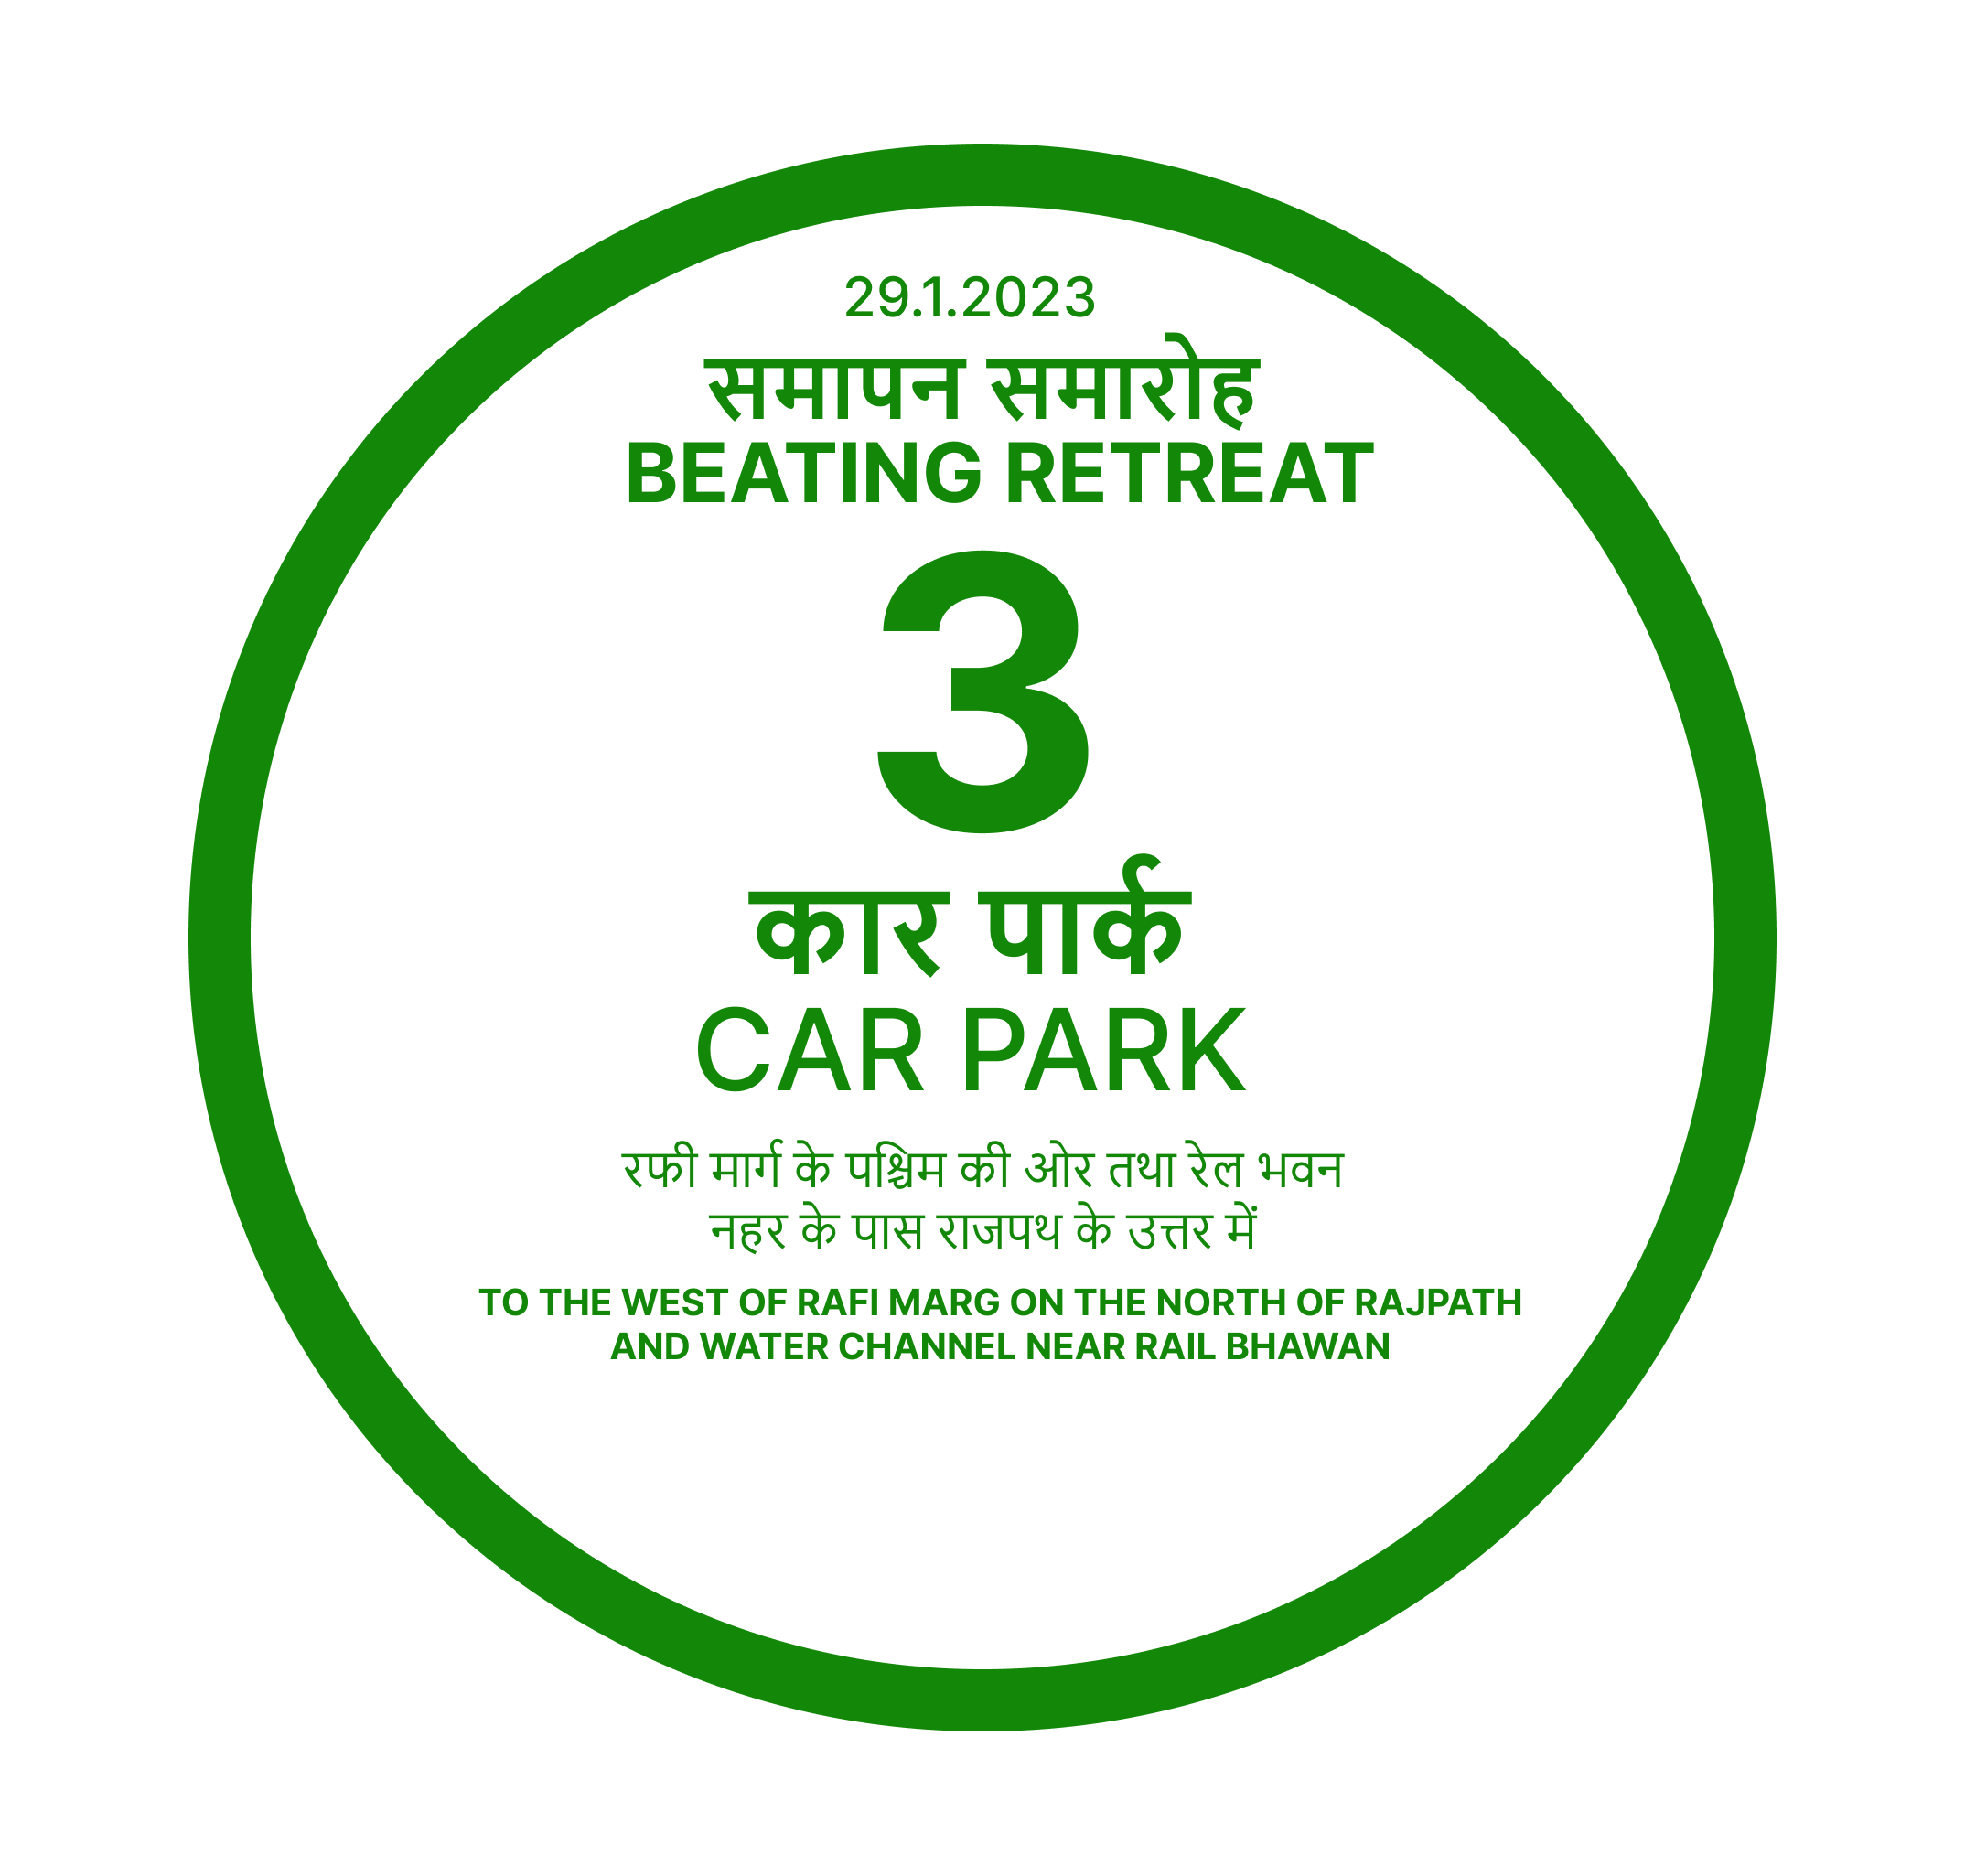 29.1.2023
समापन समारोह
BEATING RETREAT
3
कार पार्क
CAR PARK
रफी मार्ग के पश्चिम की ओर तथा रेल भवन
नहर के पास राजपथ के उत्तर में
TO THE WEST OF RAFI MARG ON THE NORTH OF RAJPATH
AND WATER CHANNEL NEAR RAIL BHAWAN